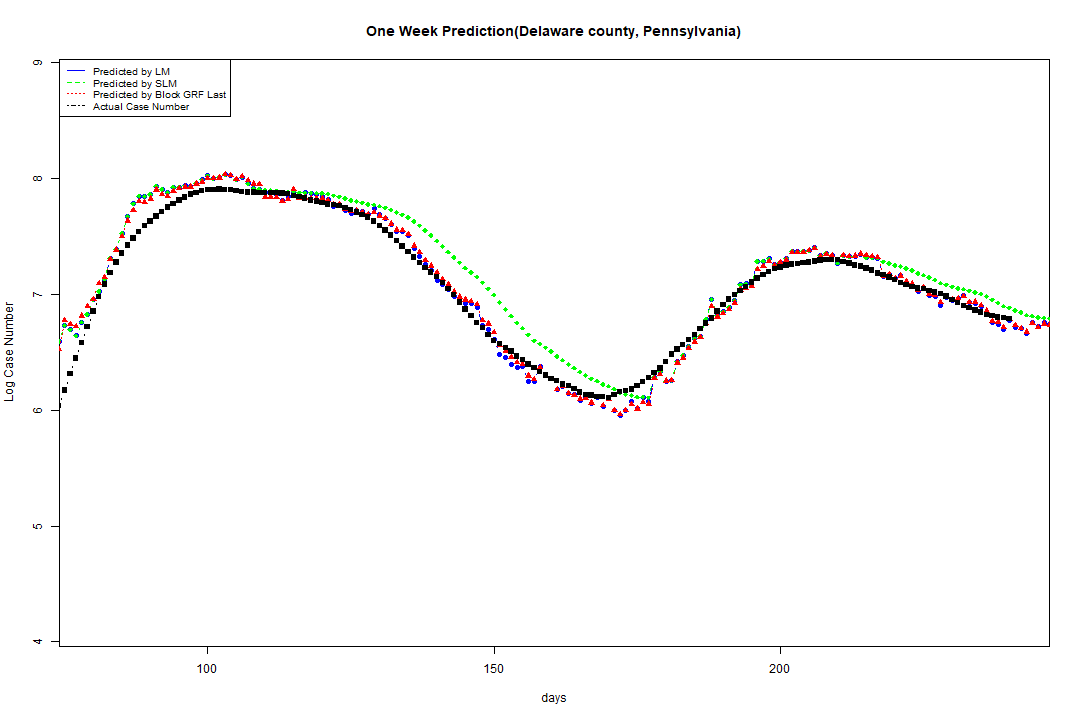 One Week Prediction(Delaware county, Pennsylvania)
9
Predicted by LM
Predicted by SLM
Predicted by Block GRF Last
Actual Case Number
8
7
6
5
4
Log Case Number
100
150
200
days